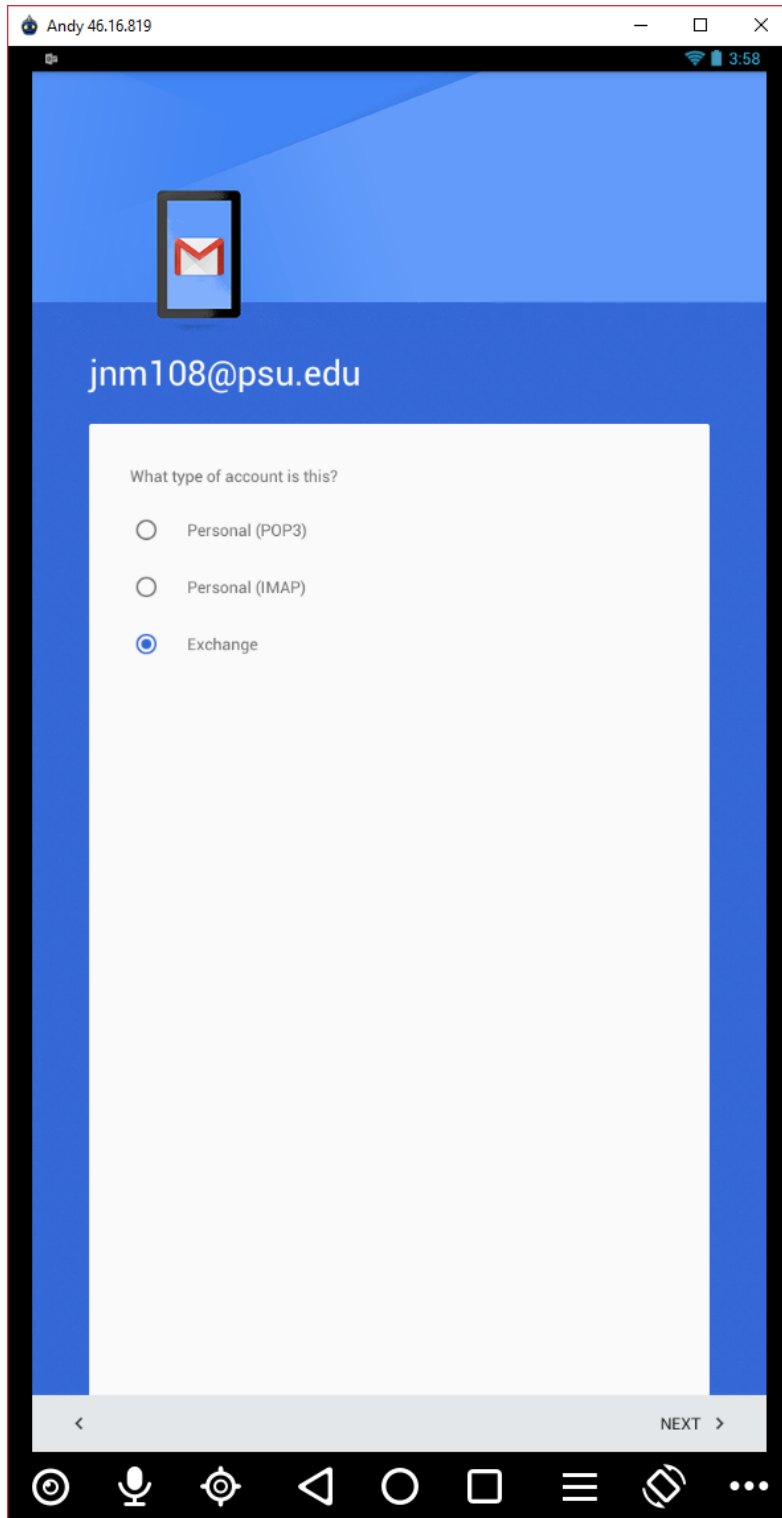 Andy 46.16.819
3:58
jnm108@psu.edu
What type of account is this?
Personal (POP3)
Personal (IMAP)
Exchange
NEXT